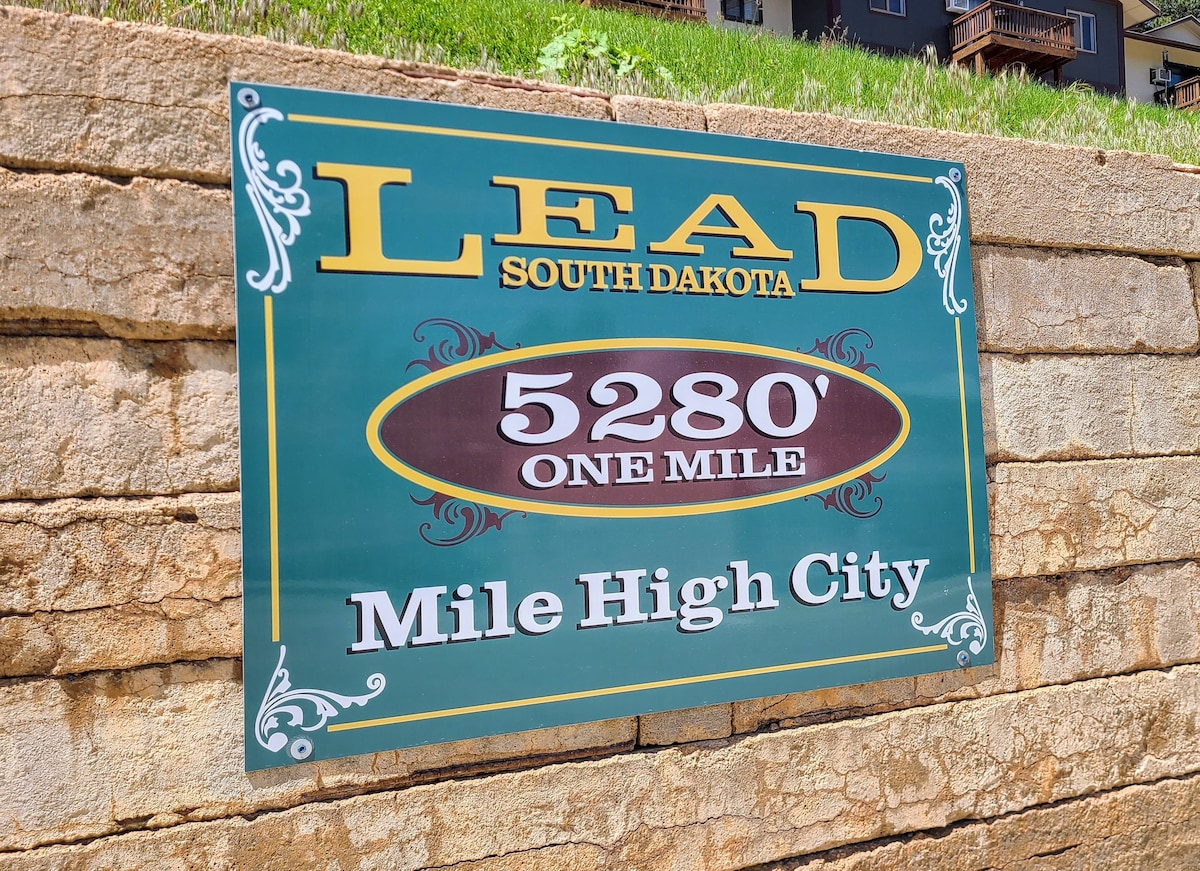 LEAD
SOUTH DAKOTA
5280'
ONE MILE
Mile High City